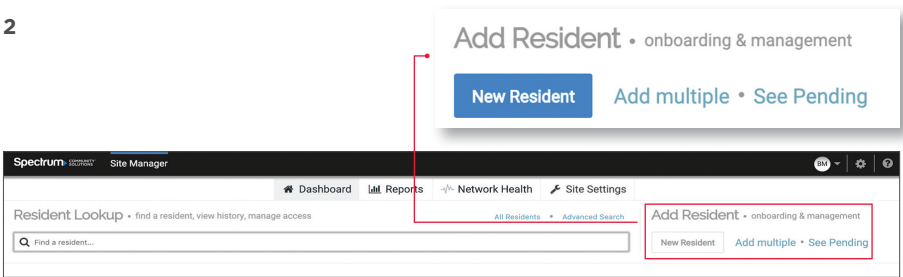 2
Add Resident • onboarding & management
New Resident Add multiple • See Pending
Spectrum COMMUNITY SOLUTIONS Site Manager BM
Dashboard Reports Network Health Site Settings
Resident Lookup • find a resident, view history, manage access All Residents • Advanced Search Add Resident • onboarding & management
Find a resident... New Resident Add multiple • See Pending